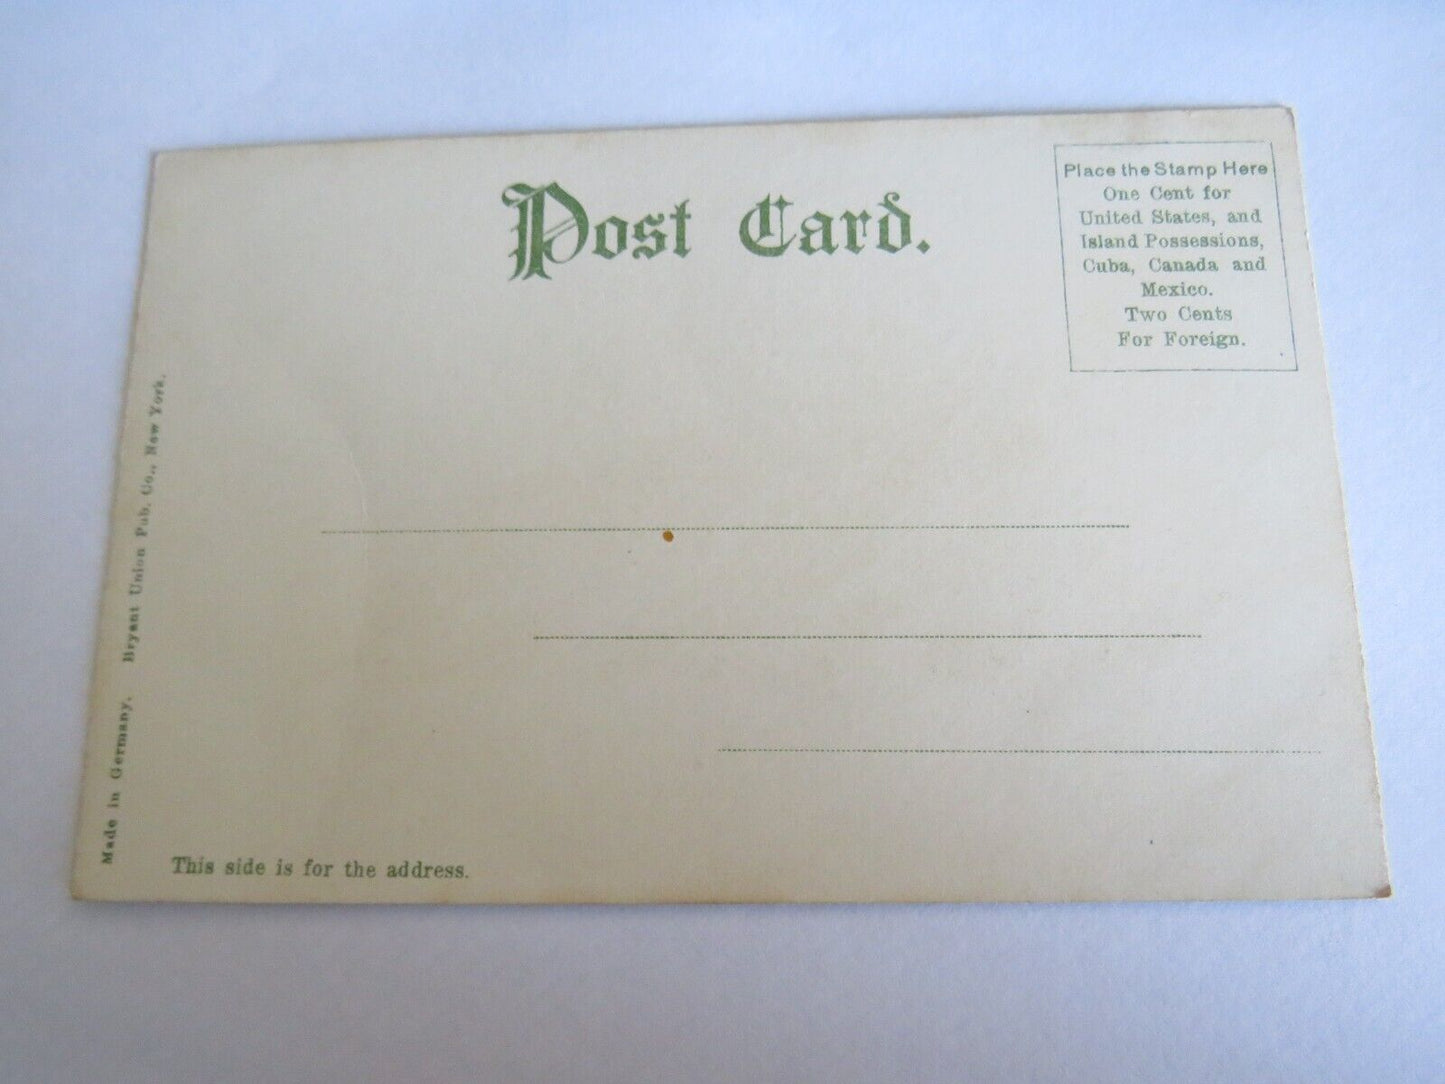 Post Card.
Place the Stamp Here
One Cent for
United States, and
Island Possessions,
Cuba, Canada and
Mexico.
Two Cents
For Foreign.
Made in Germany. Bryant Union Pub. Co., New York.
This side is for the address.